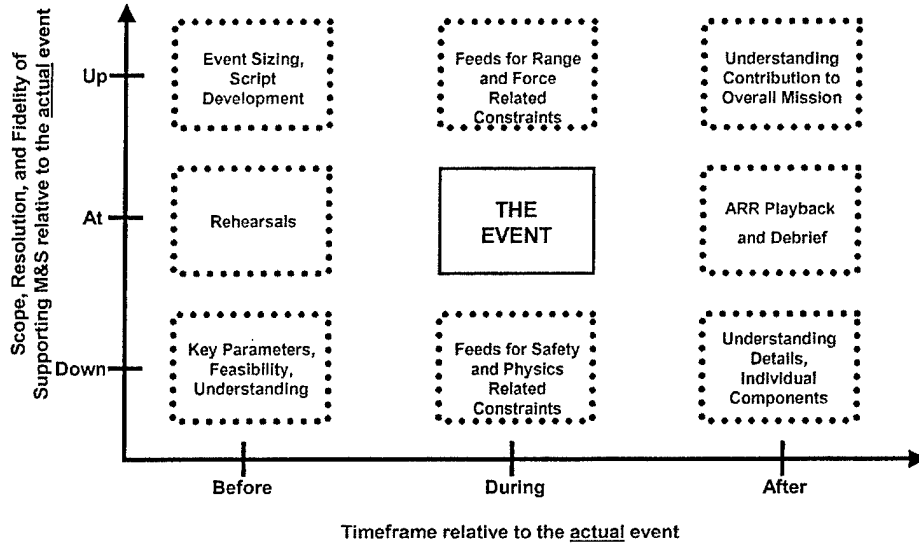 Scope, Resolution, and Fidelity of
Supporting M&S relative to the actual event
Up
At
Down
Event Sizing,
Script
Development
Feeds for Range
and Force
Related
Constraints
Understanding
Contribution to
Overall Mission
Rehearsals
THE
EVENT
ARR Playback
and Debrief
Key Parameters,
Feasibility,
Understanding
Feeds for Safety
and Physics
Related
Constraints
Understanding
Details,
Individual
Components
Before
During
After
Timeframe relative to the actual event